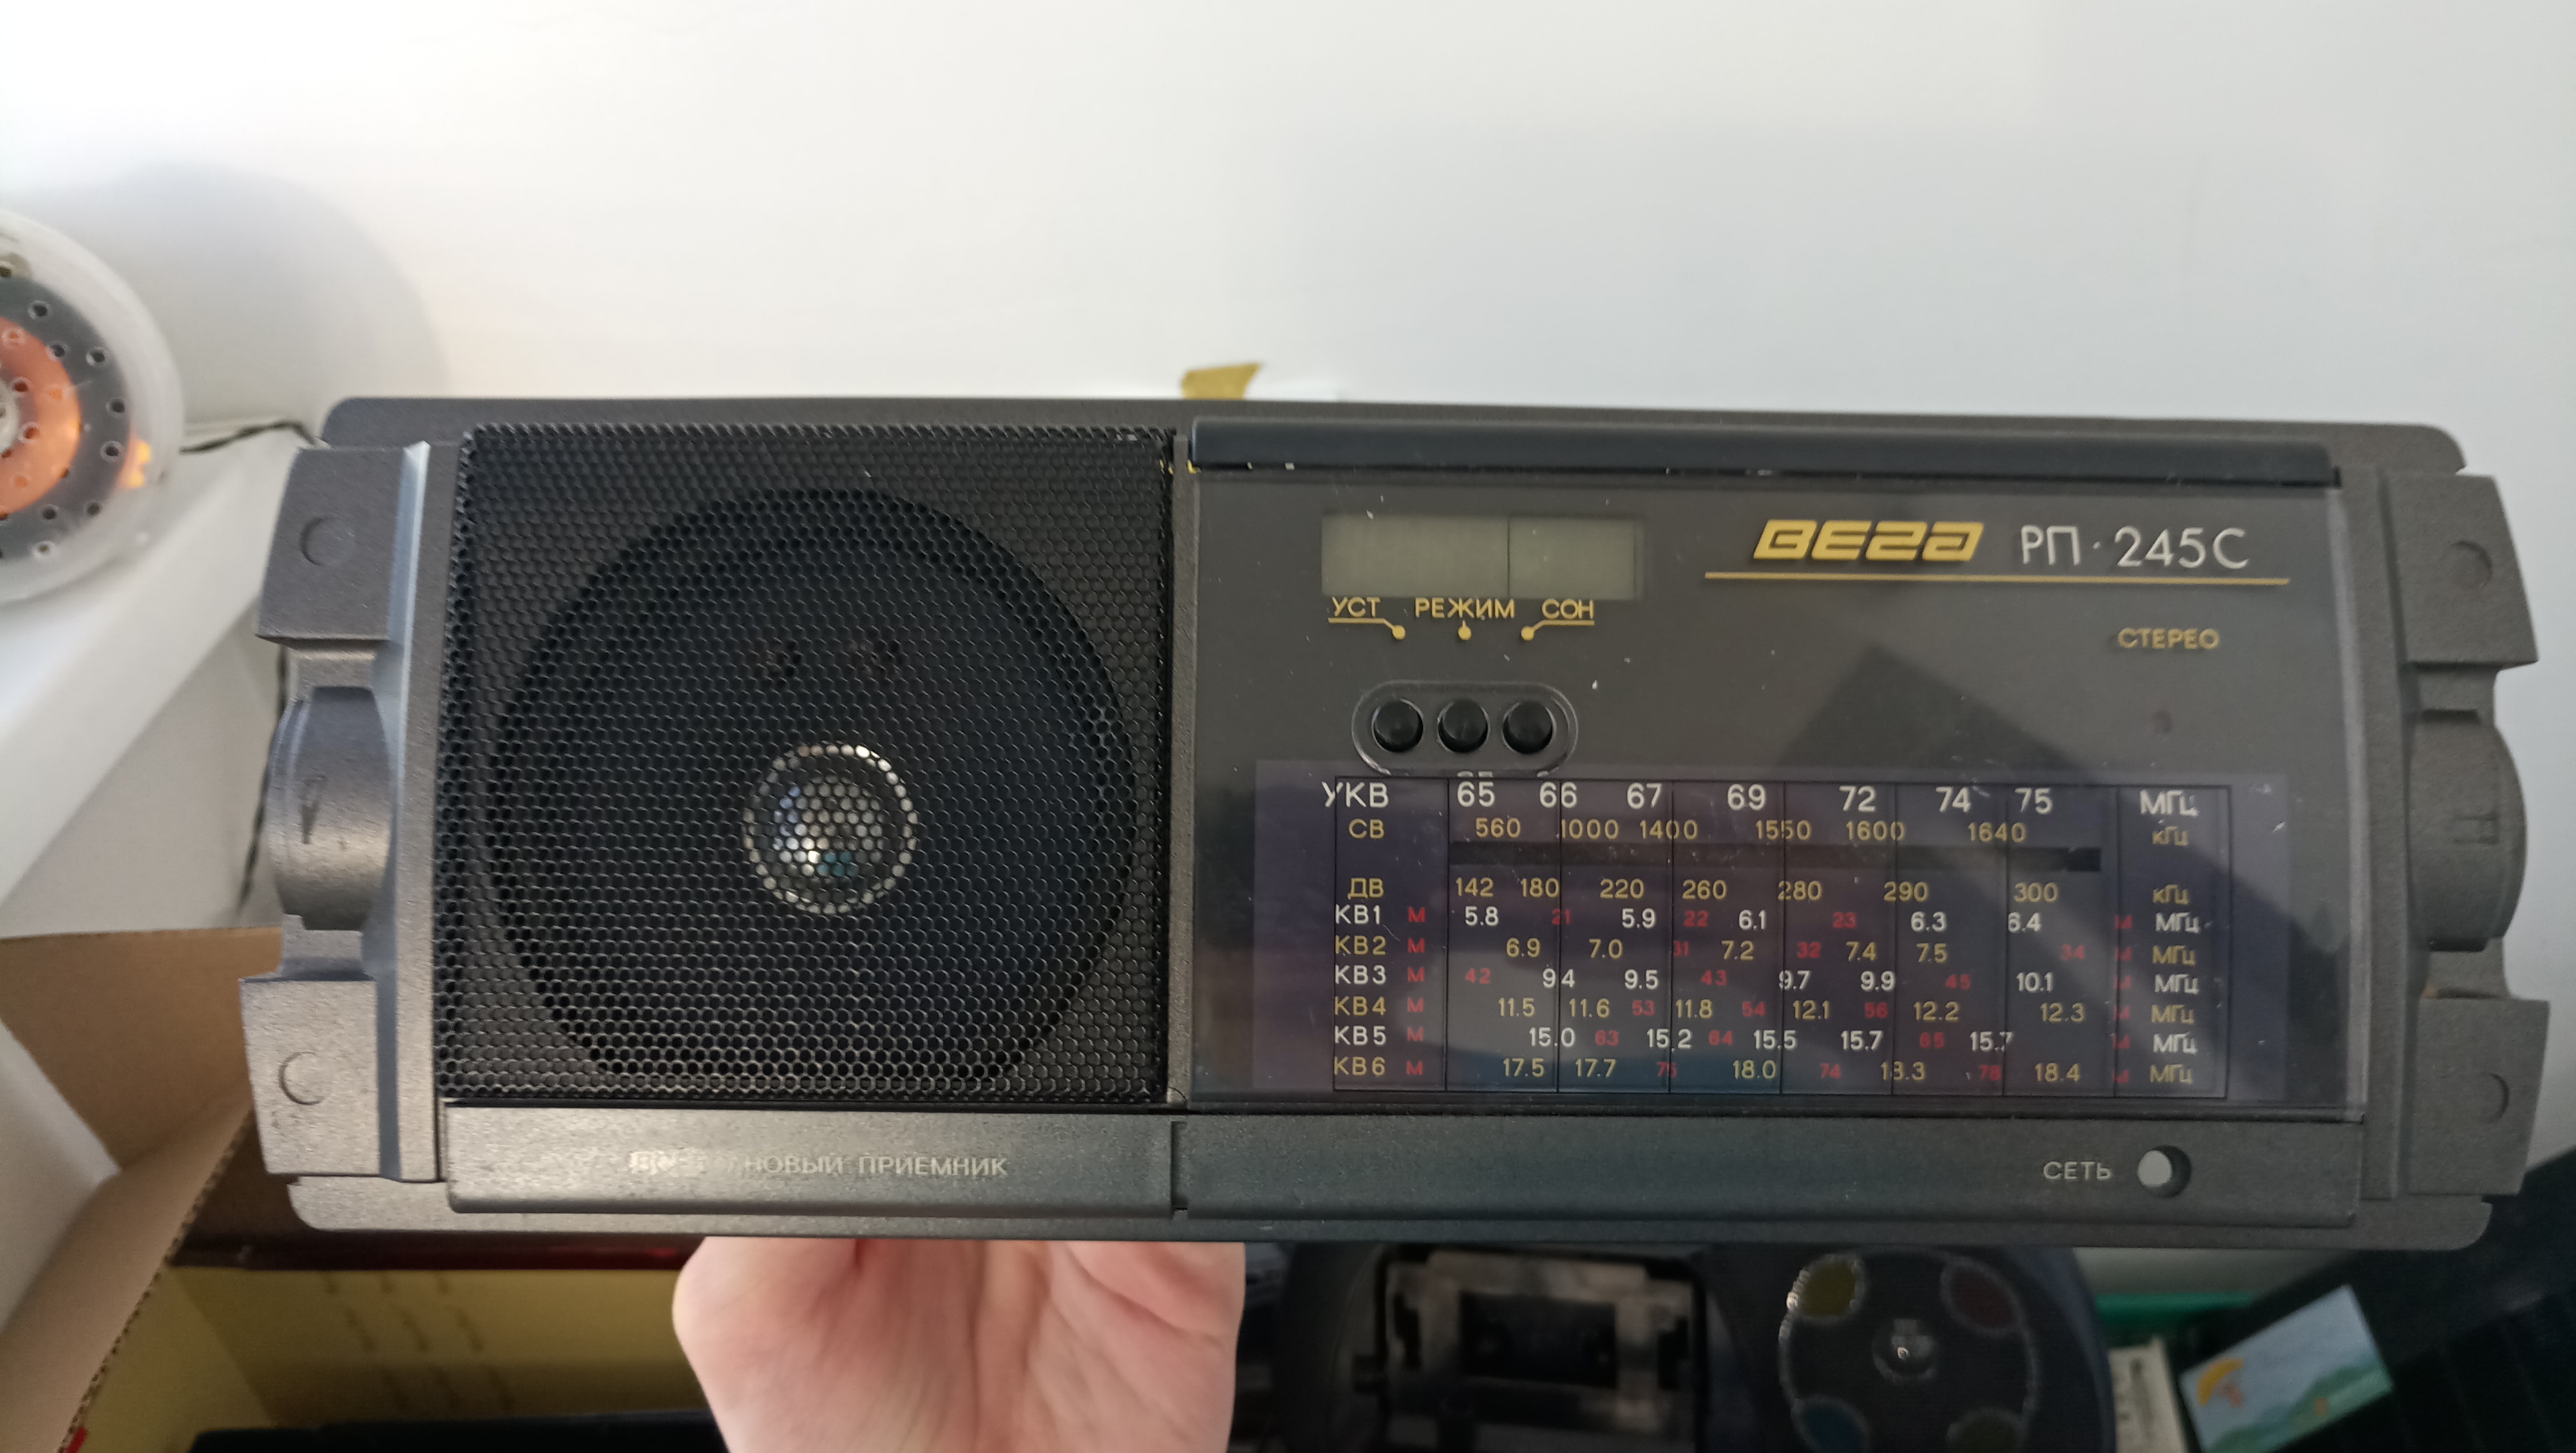 ВЕГА РП·245С
УСТ РЕЖИМ СОН
СТЕРЕО
УКВ 65 66 67 69 72 74 75 МГц
СВ 560 1000 1400 1550 1600 1640 кГц
ДВ 142 180 220 260 280 290 300 кГц
КВ1 М 5.8 21 5.9 22 6.1 23 6.3 6.4 М МГц
КВ2 М 6.9 7.0 31 7.2 32 7.4 7.5 34 М МГц
КВ3 М 42 9.4 9.5 43 9.7 9.9 45 10.1 М МГц
КВ4 М 11.5 11.6 53 11.8 54 12.1 56 12.2 12.3 М МГц
КВ5 М 15.0 63 15.2 64 15.5 15.7 65 15.7 М МГц
КВ6 М 17.5 17.7 18.0 74 18.3 78 18.4 М МГц
ПРИЕМНИК
СЕТЬ